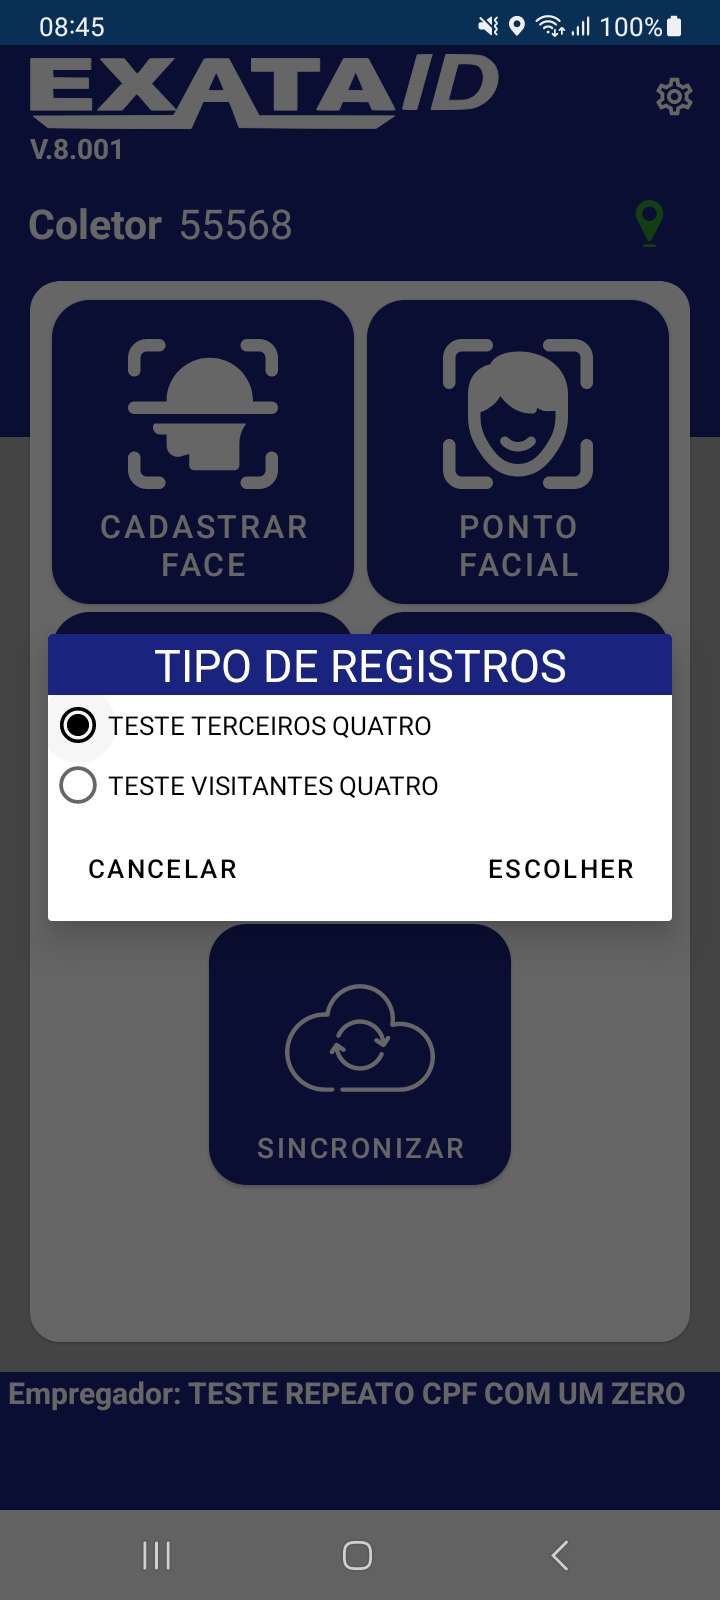 08:45
100%
EXATAID
V.8.001
Coletor 55568
CADASTRAR
FACE
PONTO
FACIAL
TIPO DE REGISTROS
TESTE TERCEIROS QUATRO
TESTE VISITANTES QUATRO
CANCELAR
ESCOLHER
SINCRONIZAR
Empregador: TESTE REPEATO CPF COM UM ZERO